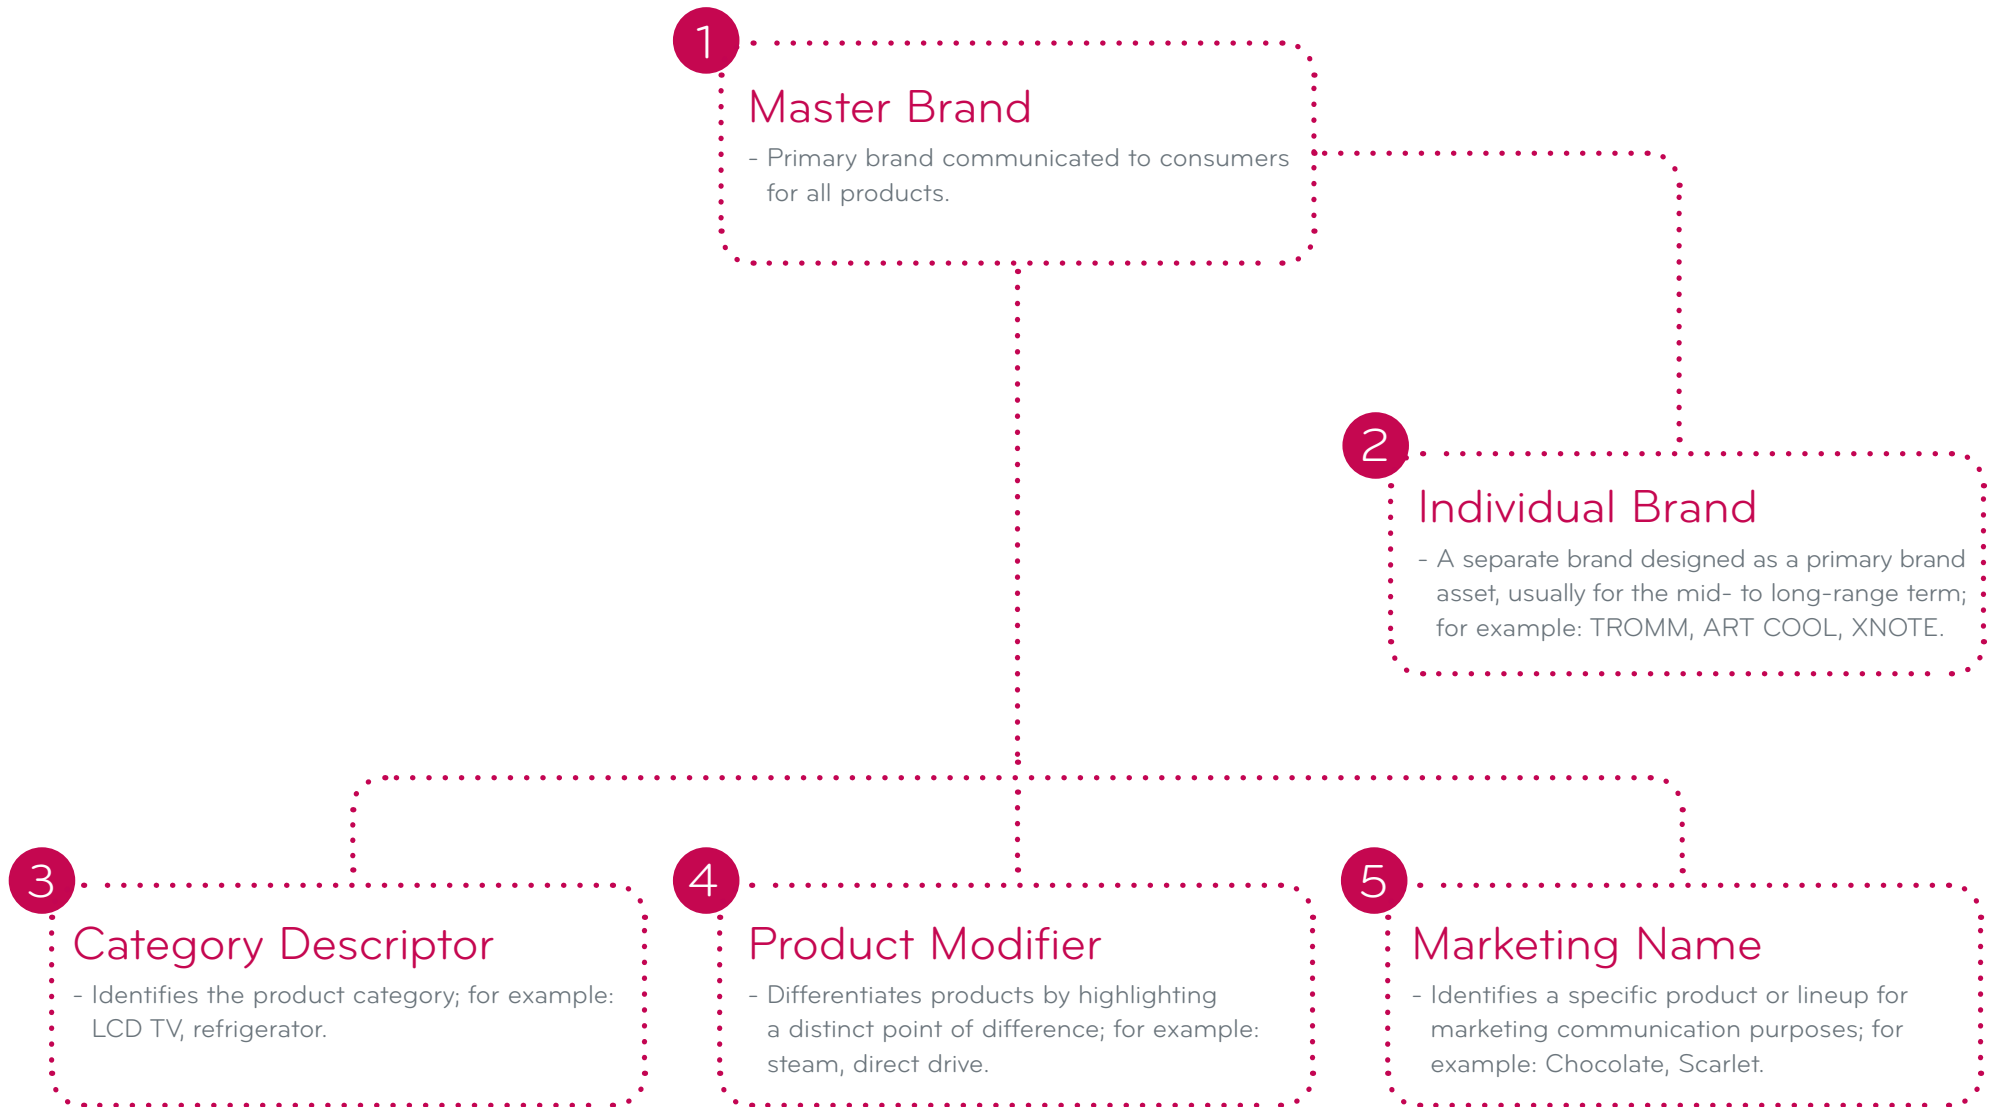 1
Master Brand
- Primary brand communicated to consumers
for all products.
2
Individual Brand
- A separate brand designed as a primary brand
asset, usually for the mid- to long-range term;
for example: TROMM, ART COOL, XNOTE.
3
Category Descriptor
- Identifies the product category; for example:
LCD TV, refrigerator.
4
Product Modifier
- Differentiates products by highlighting
a distinct point of difference; for example:
steam, direct drive.
5
Marketing Name
- Identifies a specific product or lineup for
marketing communication purposes; for
example: Chocolate, Scarlet.